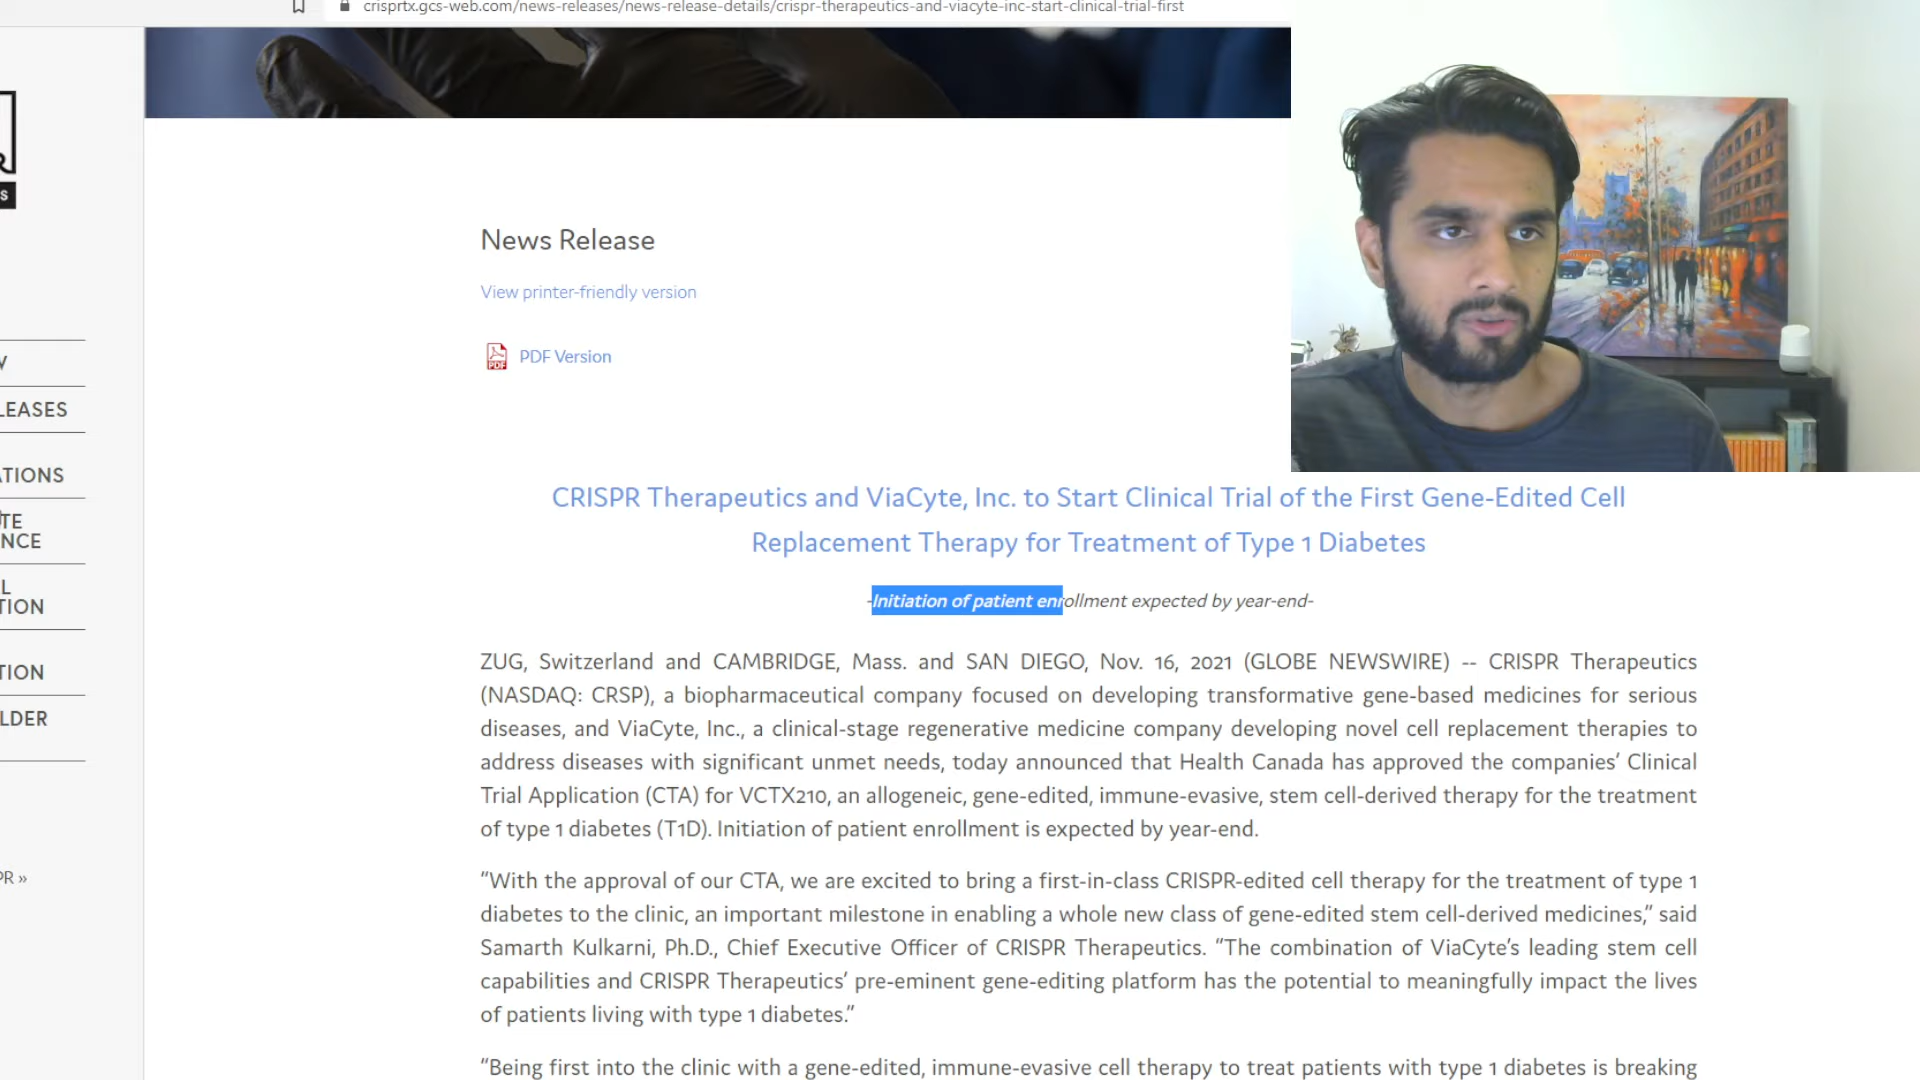 crisprtx.gcs-web.com/news-releases/news-release-details/crispr-therapeutics-and-viacyte-inc-start-clinical-trial-first
S
LEASES
ATIONS
TE
NCE
L
TION
TION
LDER
PR »
News Release
View printer-friendly version
PDF Version
CRISPR Therapeutics and ViaCyte, Inc. to Start Clinical Trial of the First Gene-Edited Cell
Replacement Therapy for Treatment of Type 1 Diabetes
-Initiation of patient enrollment expected by year-end-
ZUG, Switzerland and CAMBRIDGE, Mass. and SAN DIEGO, Nov. 16, 2021 (GLOBE NEWSWIRE) -- CRISPR Therapeutics
(NASDAQ: CRSP), a biopharmaceutical company focused on developing transformative gene-based medicines for serious
diseases, and ViaCyte, Inc., a clinical-stage regenerative medicine company developing novel cell replacement therapies to
address diseases with significant unmet needs, today announced that Health Canada has approved the companies’ Clinical
Trial Application (CTA) for VCTX210, an allogeneic, gene-edited, immune-evasive, stem cell-derived therapy for the treatment
of type 1 diabetes (T1D). Initiation of patient enrollment is expected by year-end.
“With the approval of our CTA, we are excited to bring a first-in-class CRISPR-edited cell therapy for the treatment of type 1
diabetes to the clinic, an important milestone in enabling a whole new class of gene-edited stem cell-derived medicines,” said
Samarth Kulkarni, Ph.D., Chief Executive Officer of CRISPR Therapeutics. “The combination of ViaCyte’s leading stem cell
capabilities and CRISPR Therapeutics’ pre-eminent gene-editing platform has the potential to meaningfully impact the lives
of patients living with type 1 diabetes.”
“Being first into the clinic with a gene-edited, immune-evasive cell therapy to treat patients with type 1 diabetes is breaking